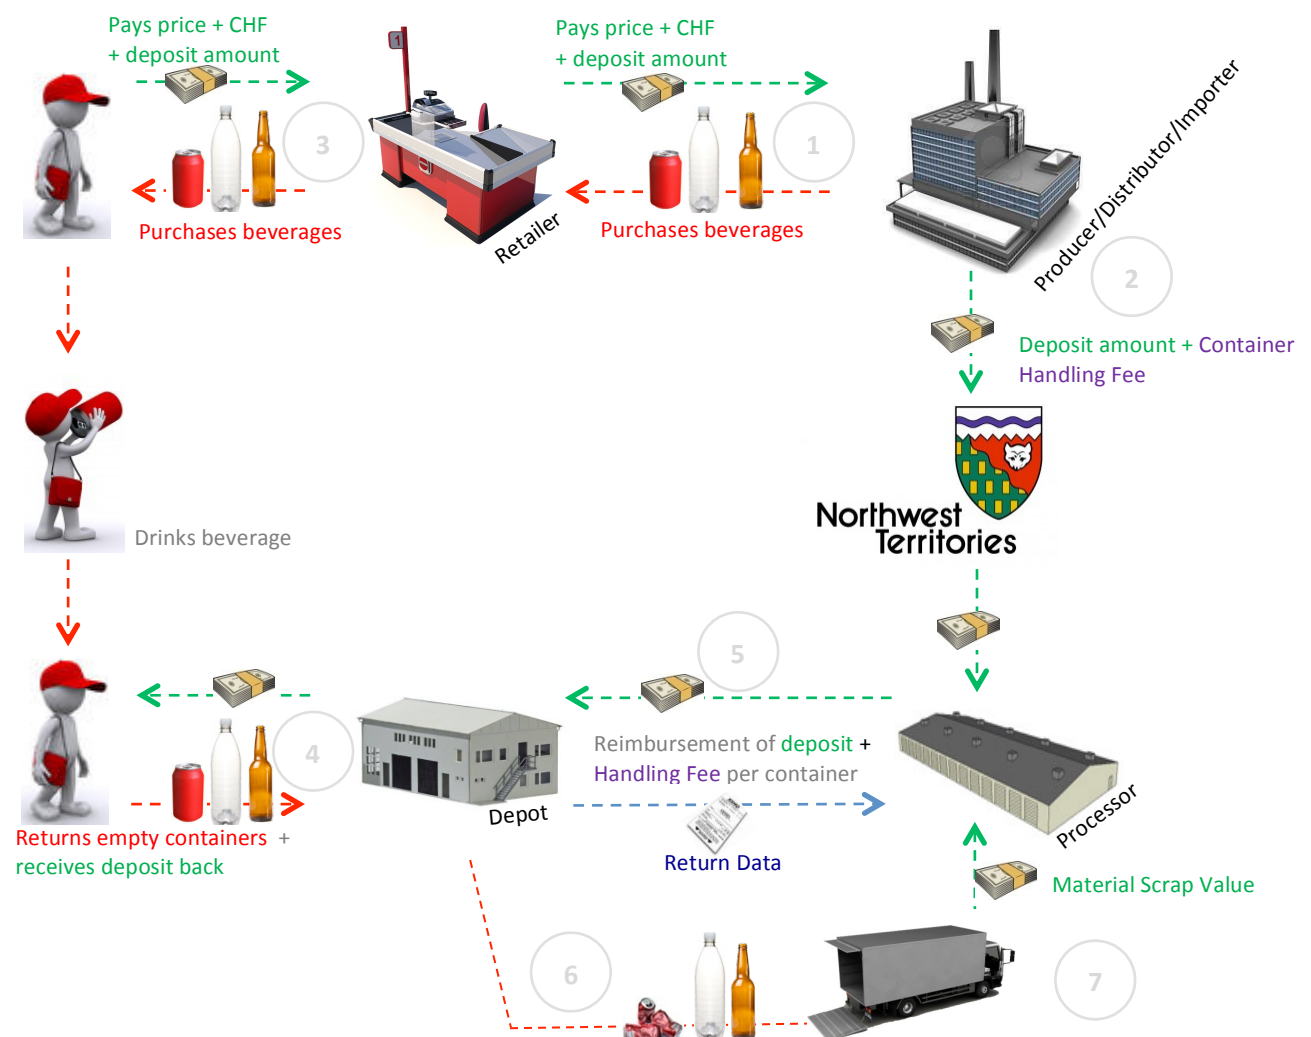 Pays price + CHF
+ deposit amount
Pays price + CHF
+ deposit amount
1
3
1
Purchases beverages
Retailer
Purchases beverages
Producer/Distributor/Importer
2
Deposit amount + Container
Handling Fee
Northwest
Territories
Drinks beverage
5
4
Reimbursement of deposit +
Handling Fee per container
Depot
Returns empty containers +
receives deposit back
Return Data
Processor
Material Scrap Value
6
7